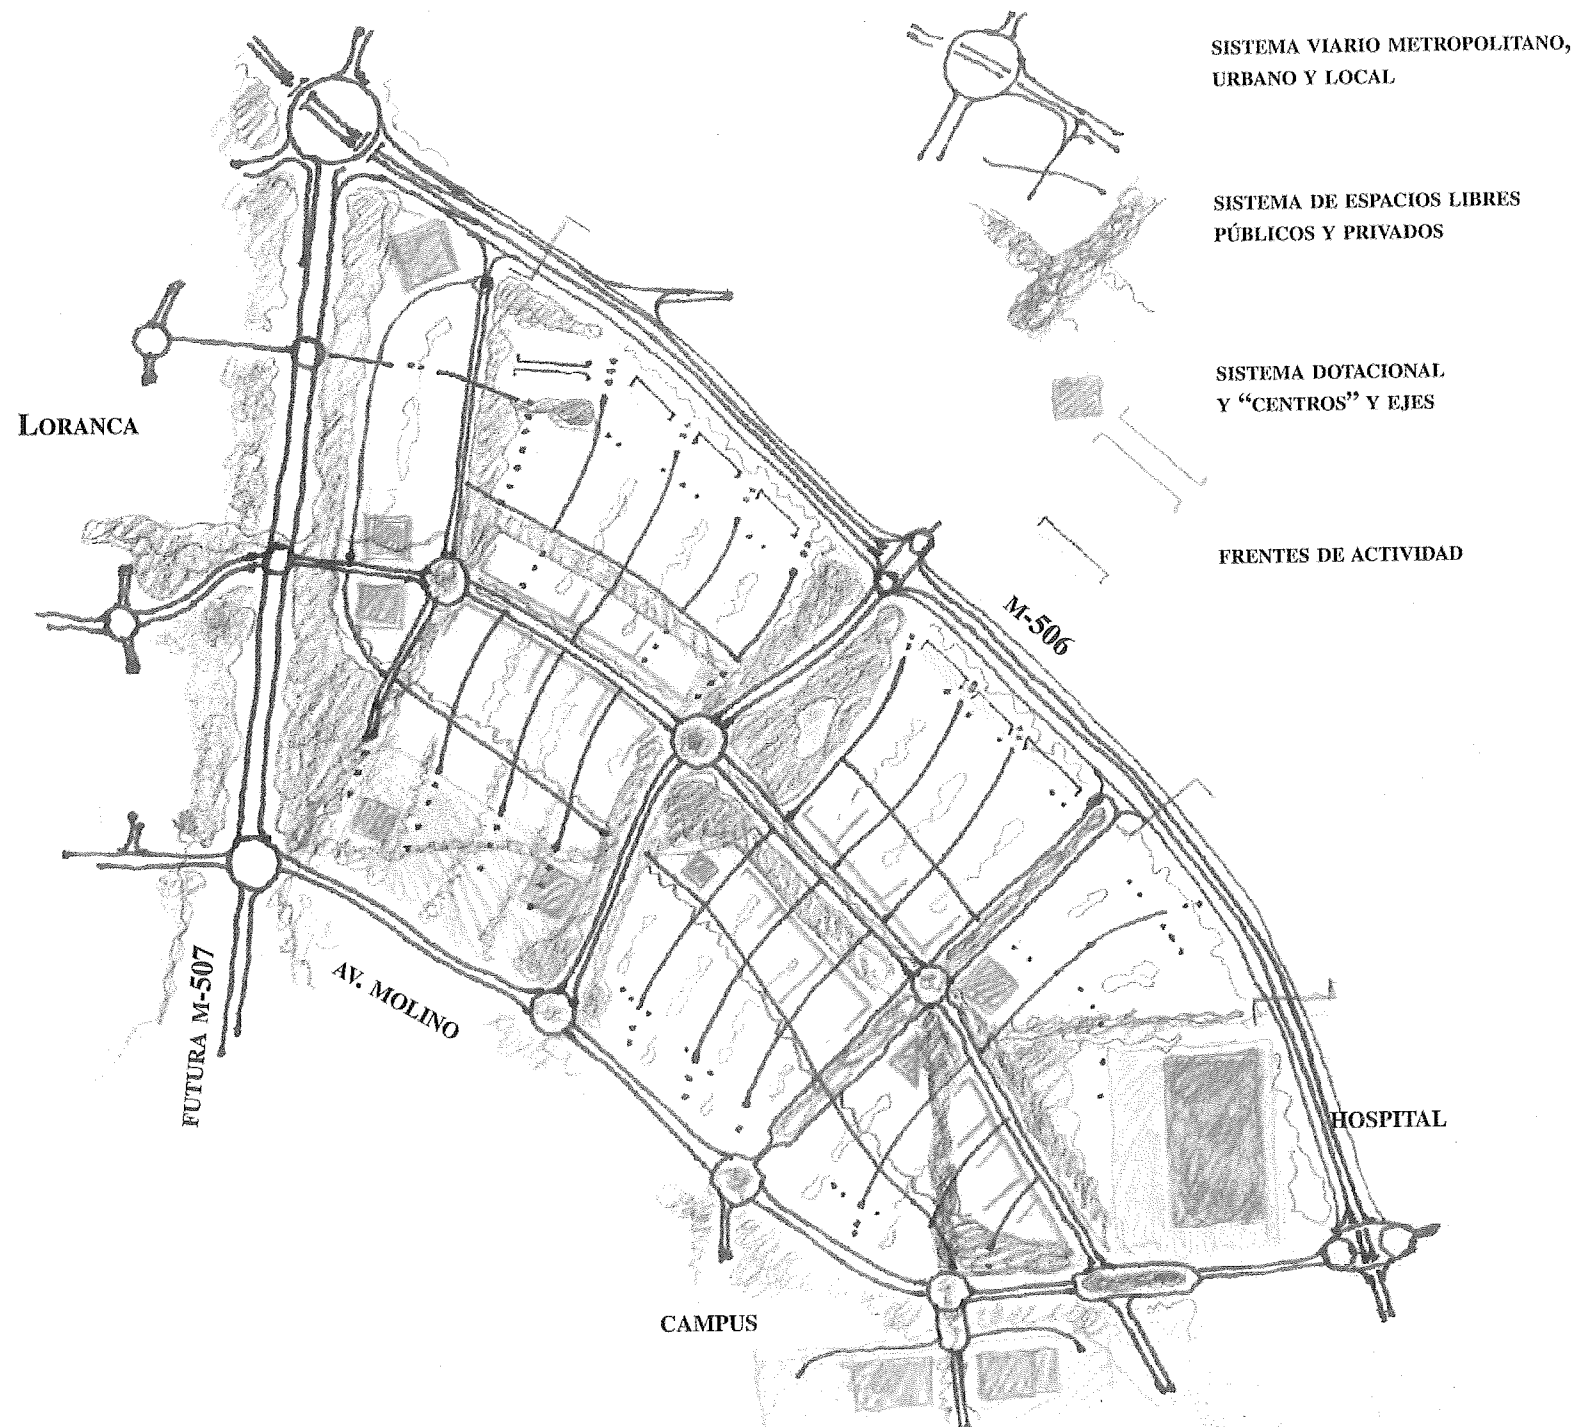 SISTEMA VIARIO METROPOLITANO,
URBANO Y LOCAL
SISTEMA DE ESPACIOS LIBRES
PÚBLICOS Y PRIVADOS
SISTEMA DOTACIONAL
Y “CENTROS” Y EJES
FRENTES DE ACTIVIDAD
LORANCA
M-506
FUTURA M-507
AV. MOLINO
HOSPITAL
CAMPUS